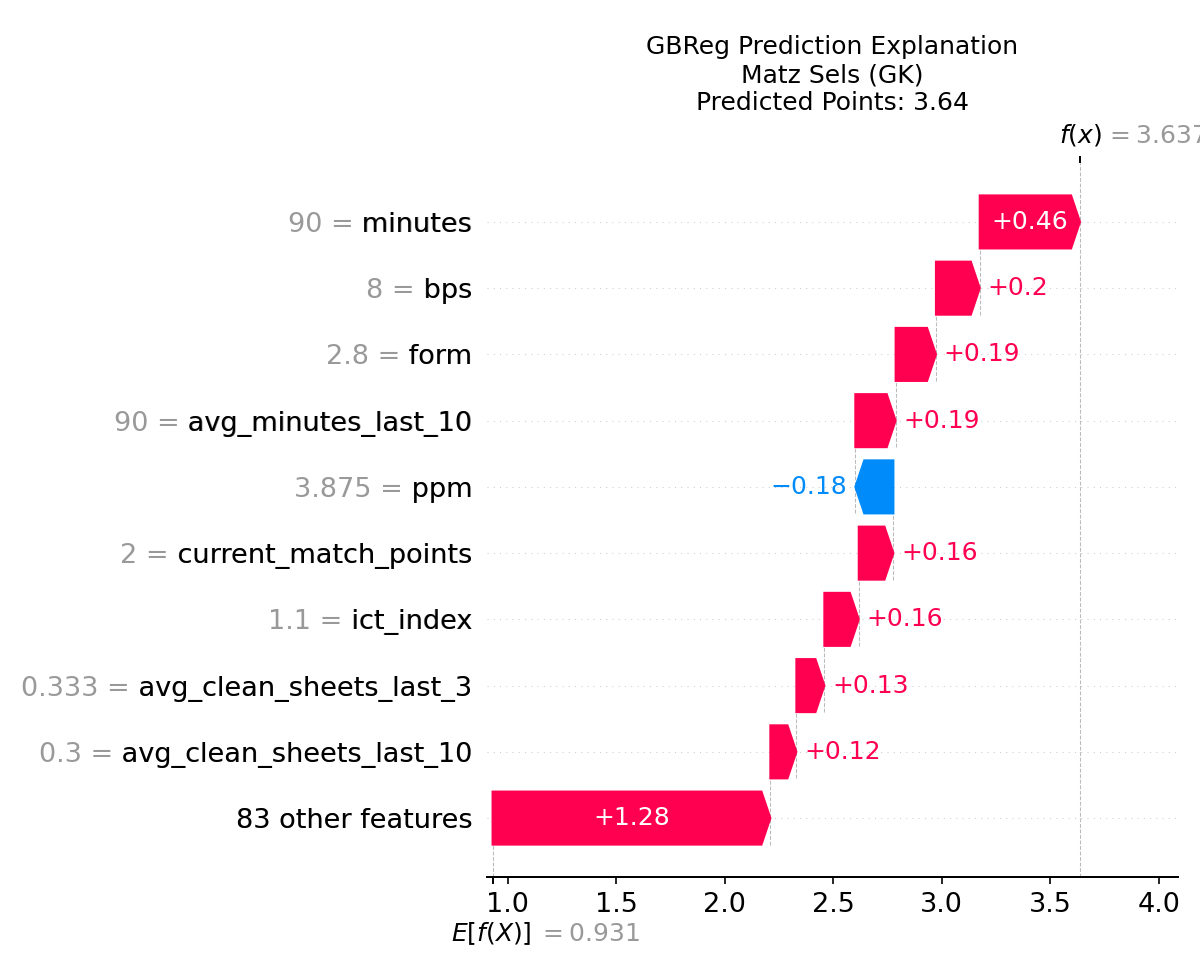 GBReg Prediction Explanation
Matz Sels (GK)
Predicted Points: 3.64
f(x) = 3.637
90 = minutes
+0.46
8 = bps
+0.2
2.8 = form
+0.19
90 = avg_minutes_last_10
+0.19
3.875 = ppm
−0.18
2 = current_match_points
+0.16
1.1 = ict_index
+0.16
0.333 = avg_clean_sheets_last_3
+0.13
0.3 = avg_clean_sheets_last_10
+0.12
83 other features
+1.28
1.0 1.5 2.0 2.5 3.0 3.5 4.0
E[f(X)] = 0.931